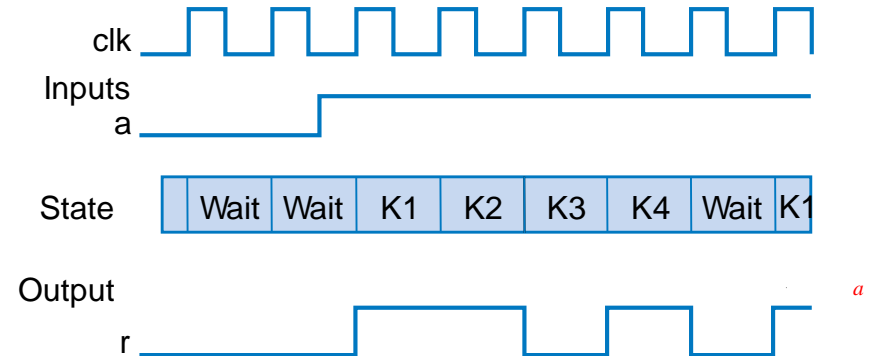 clk
Inputs
a
State Wait Wait K1 K2 K3 K4 Wait K1
Output
a
r